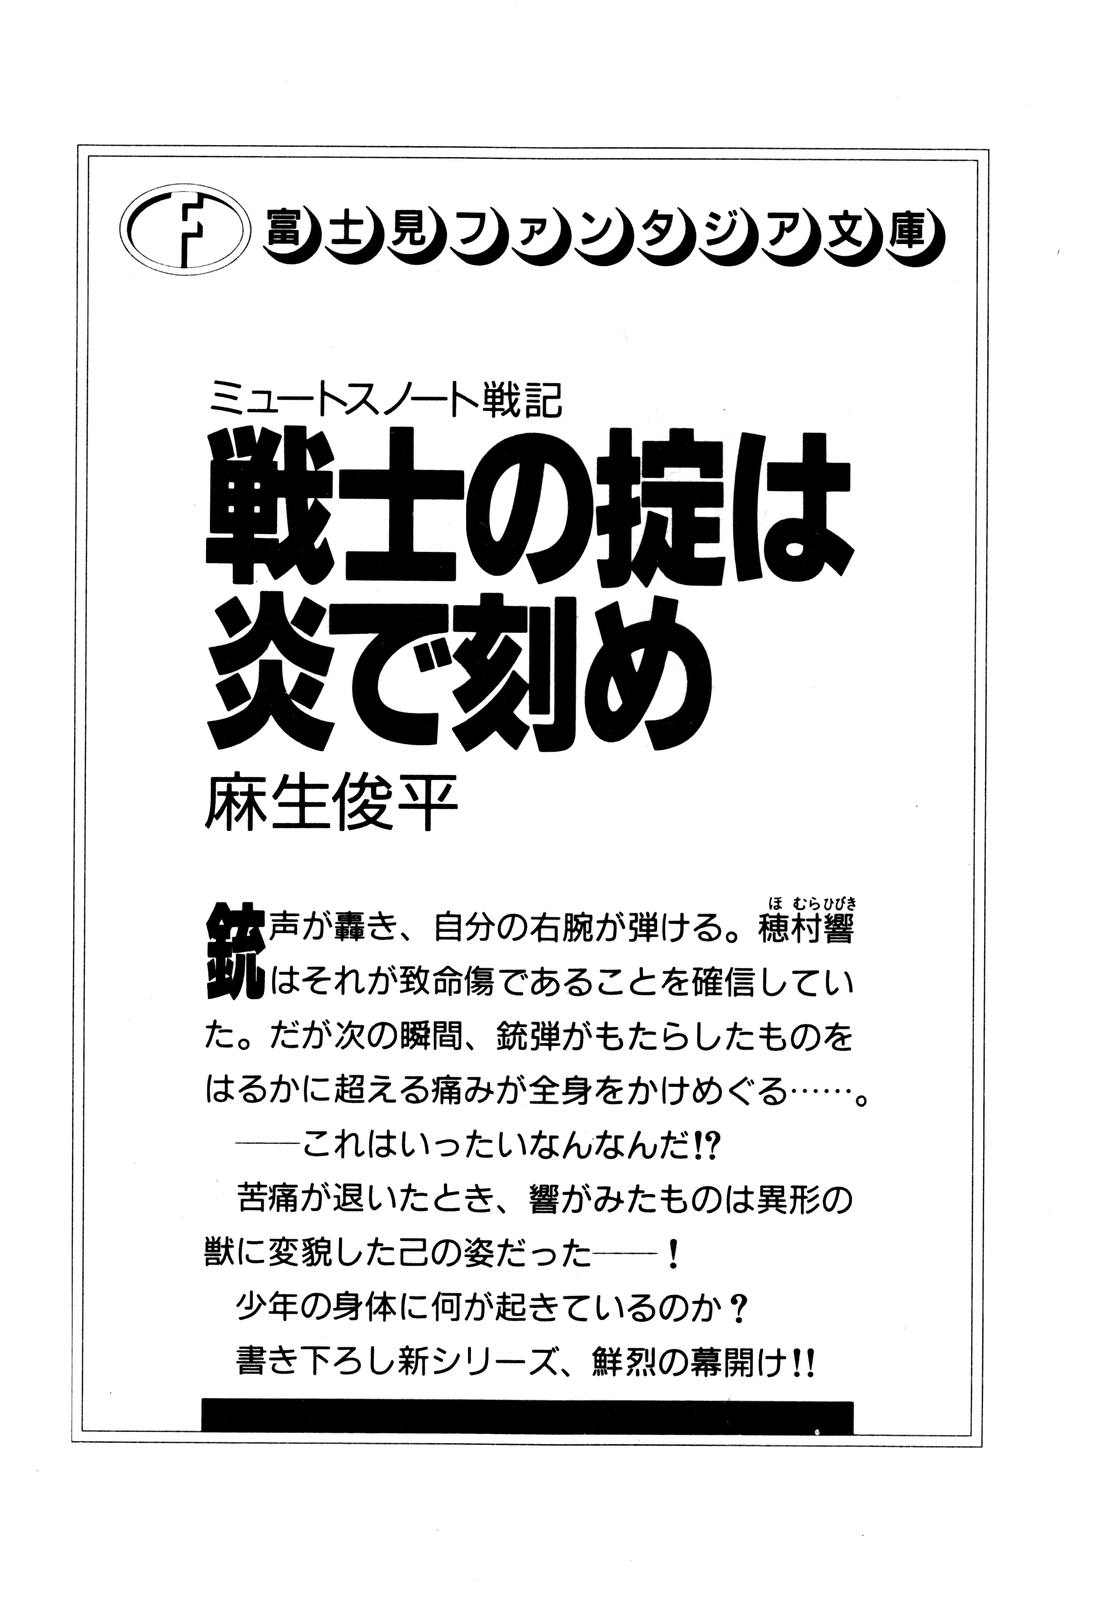 富士見ファンタジア文庫
ミュートスノート戦記
戦士の掟は
炎で刻め
麻生俊平
銃声が轟き、自分の右腕が弾ける。穂村響
ほむらひびき
はそれが致命傷であることを確信してい
た。だが次の瞬間、銃弾がもたらしたものを
はるかに超える痛みが全身をかけめぐる……。
――これはいったいなんなんだ!?
苦痛が退いたとき、響がみたものは異形の
獣に変貌した己の姿だった――！
少年の身体に何が起きているのか？
書き下ろし新シリーズ、鮮烈の幕開け!!